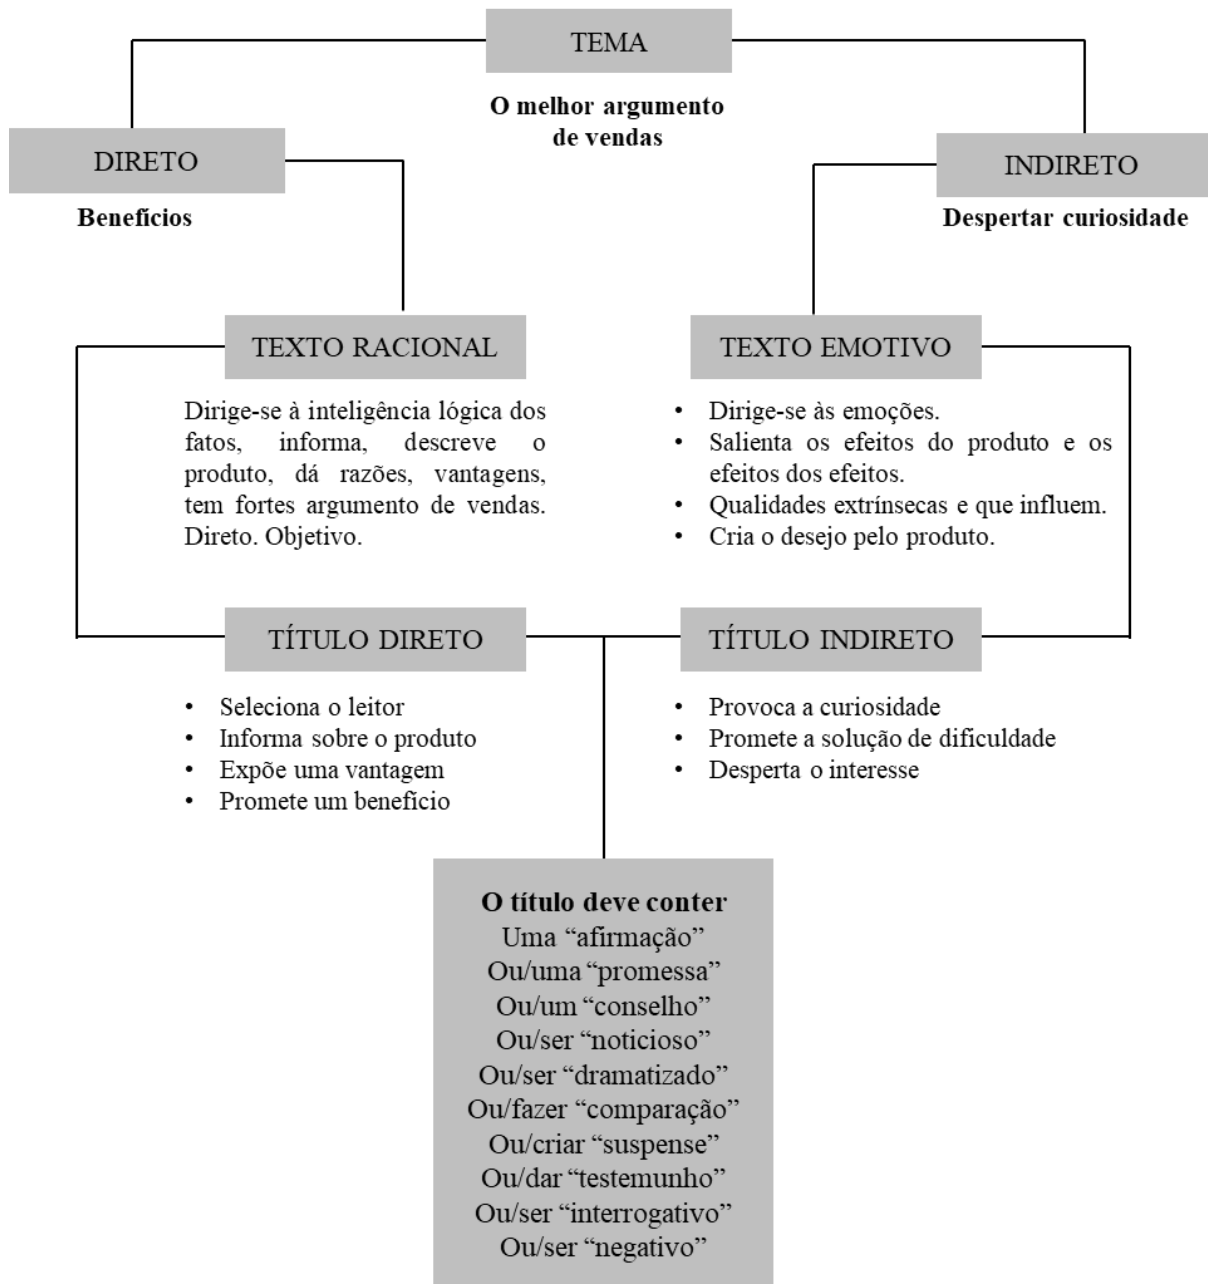 TEMA
O melhor argumento
de vendas
DIRETO
Benefícios
INDIRETO
Despertar curiosidade
TEXTO RACIONAL
Dirige-se à inteligência lógica dos
fatos, informa, descreve o
produto, dá razões, vantagens,
tem fortes argumento de vendas.
Direto. Objetivo.
TEXTO EMOTIVO
• Dirige-se às emoções.
• Salienta os efeitos do produto e os
efeitos dos efeitos.
• Qualidades extrínsecas e que influem.
• Cria o desejo pelo produto.
TÍTULO DIRETO
• Seleciona o leitor
• Informa sobre o produto
• Expõe uma vantagem
• Promete um benefício
TÍTULO INDIRETO
• Provoca a curiosidade
• Promete a solução de dificuldade
• Desperta o interesse
O título deve conter
Uma “afirmação”
Ou/uma “promessa”
Ou/um “conselho”
Ou/ser “noticioso”
Ou/ser “dramatizado”
Ou/fazer “comparação”
Ou/criar “suspense”
Ou/dar “testemunho”
Ou/ser “interrogativo”
Ou/ser “negativo”